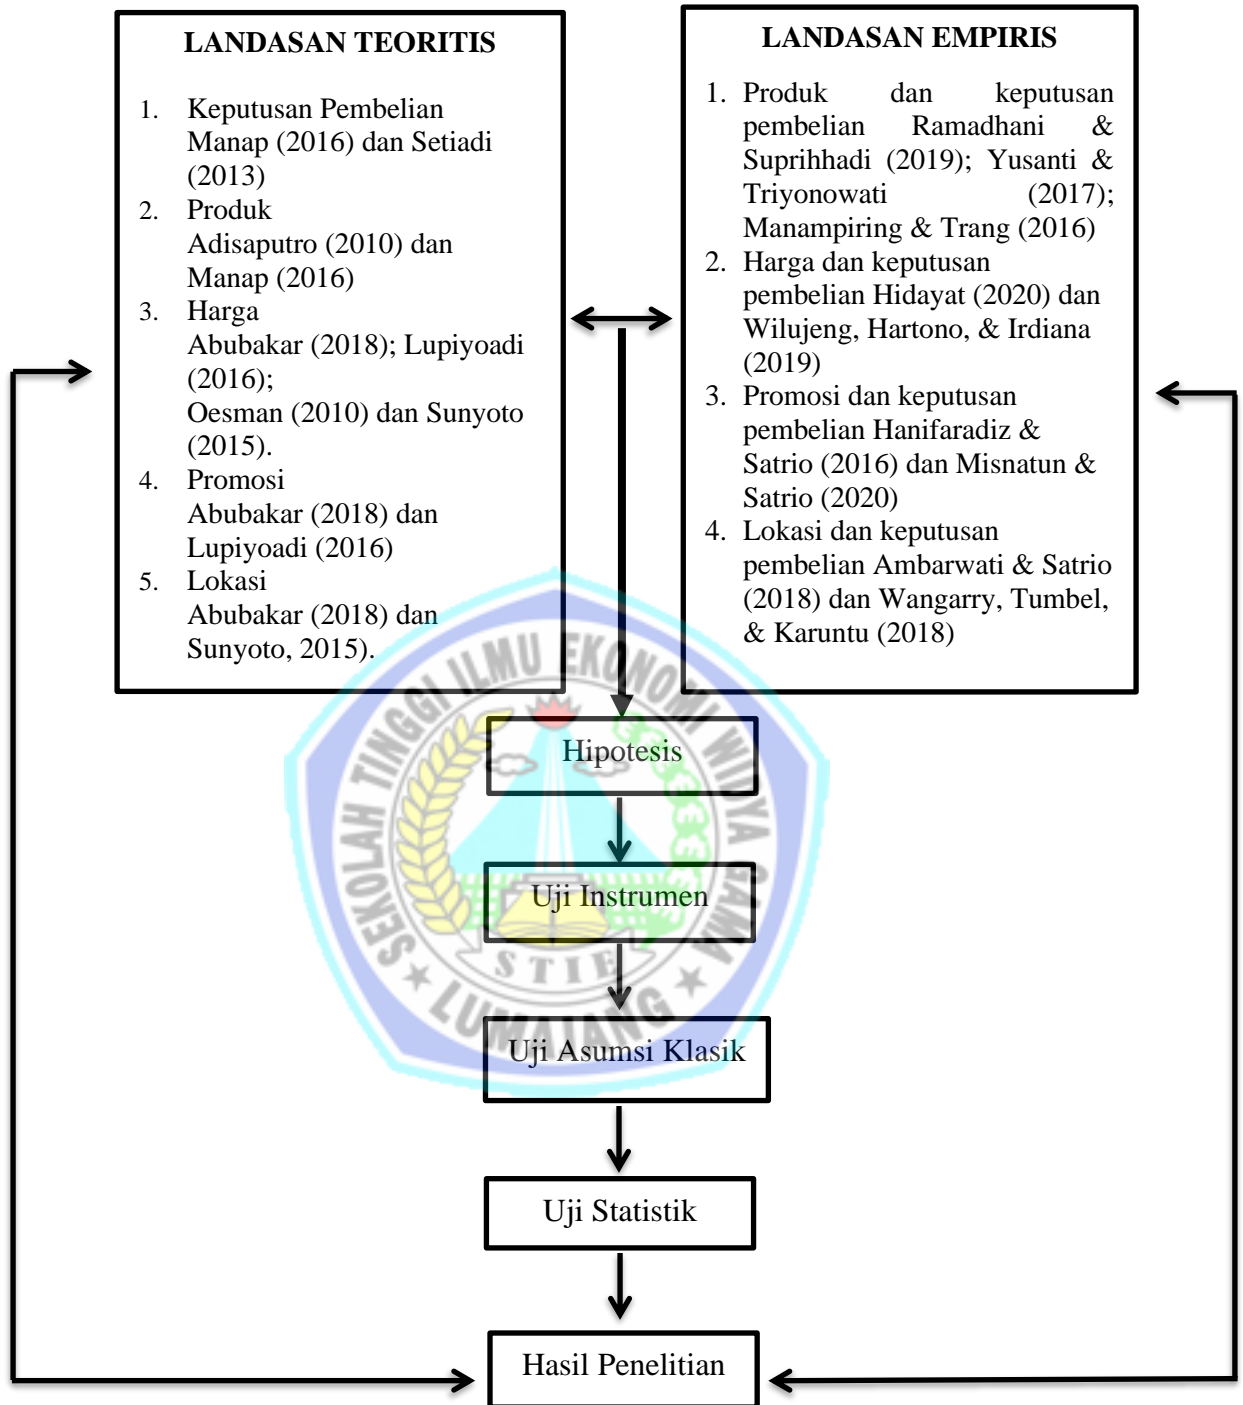 LANDASAN TEORITIS
1. Keputusan Pembelian
Manap (2016) dan Setiadi
(2013)
2. Produk
Adisaputro (2010) dan
Manap (2016)
3. Harga
Abubakar (2018); Lupiyoadi
(2016);
Oesman (2010) dan Sunyoto
(2015).
4. Promosi
Abubakar (2018) dan
Lupiyoadi (2016)
5. Lokasi
Abubakar (2018) dan
Sunyoto, 2015).
LANDASAN EMPIRIS
1. Produk dan keputusan
pembelian Ramadhani &
Suprihhadi (2019); Yusanti &
Triyonowati (2017);
Manampiring & Trang (2016)
2. Harga dan keputusan
pembelian Hidayat (2020) dan
Wilujeng, Hartono, & Irdiana
(2019)
3. Promosi dan keputusan
pembelian Hanifaradiz &
Satrio (2016) dan Misnatun &
Satrio (2020)
4. Lokasi dan keputusan
pembelian Ambarwati & Satrio
(2018) dan Wangarry, Tumbel,
& Karuntu (2018)
SEKOLAH TINGGI ILMU EKONOMI WIDYA GAMA
STIE
LUMAJANG
Hipotesis
Uji Instrumen
Uji Asumsi Klasik
Uji Statistik
Hasil Penelitian